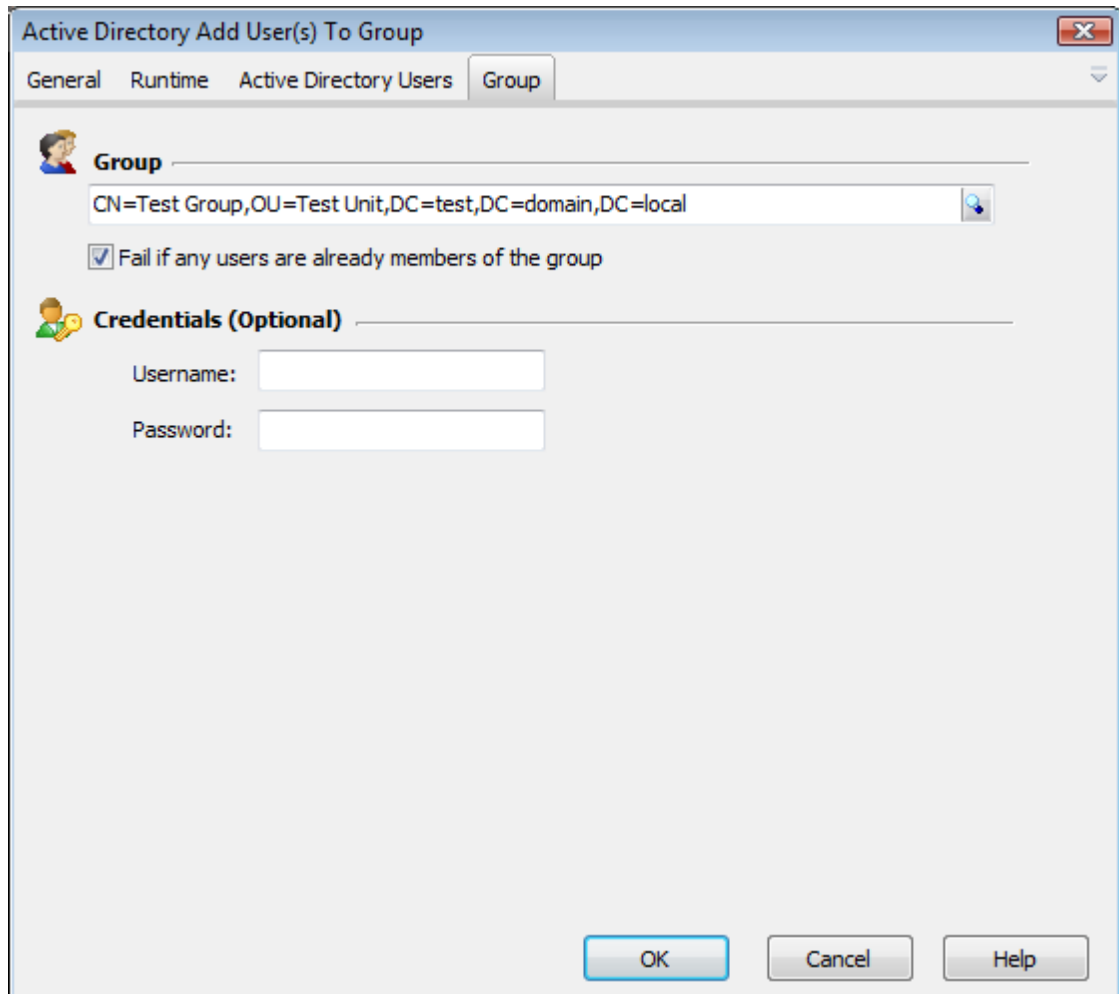 Active Directory Add User(s) To Group
General Runtime Active Directory Users Group
Group
CN=Test Group,OU=Test Unit,DC=test,DC=domain,DC=local
Fail if any users are already members of the group
Credentials (Optional)
Username:
Password:
OK Cancel Help